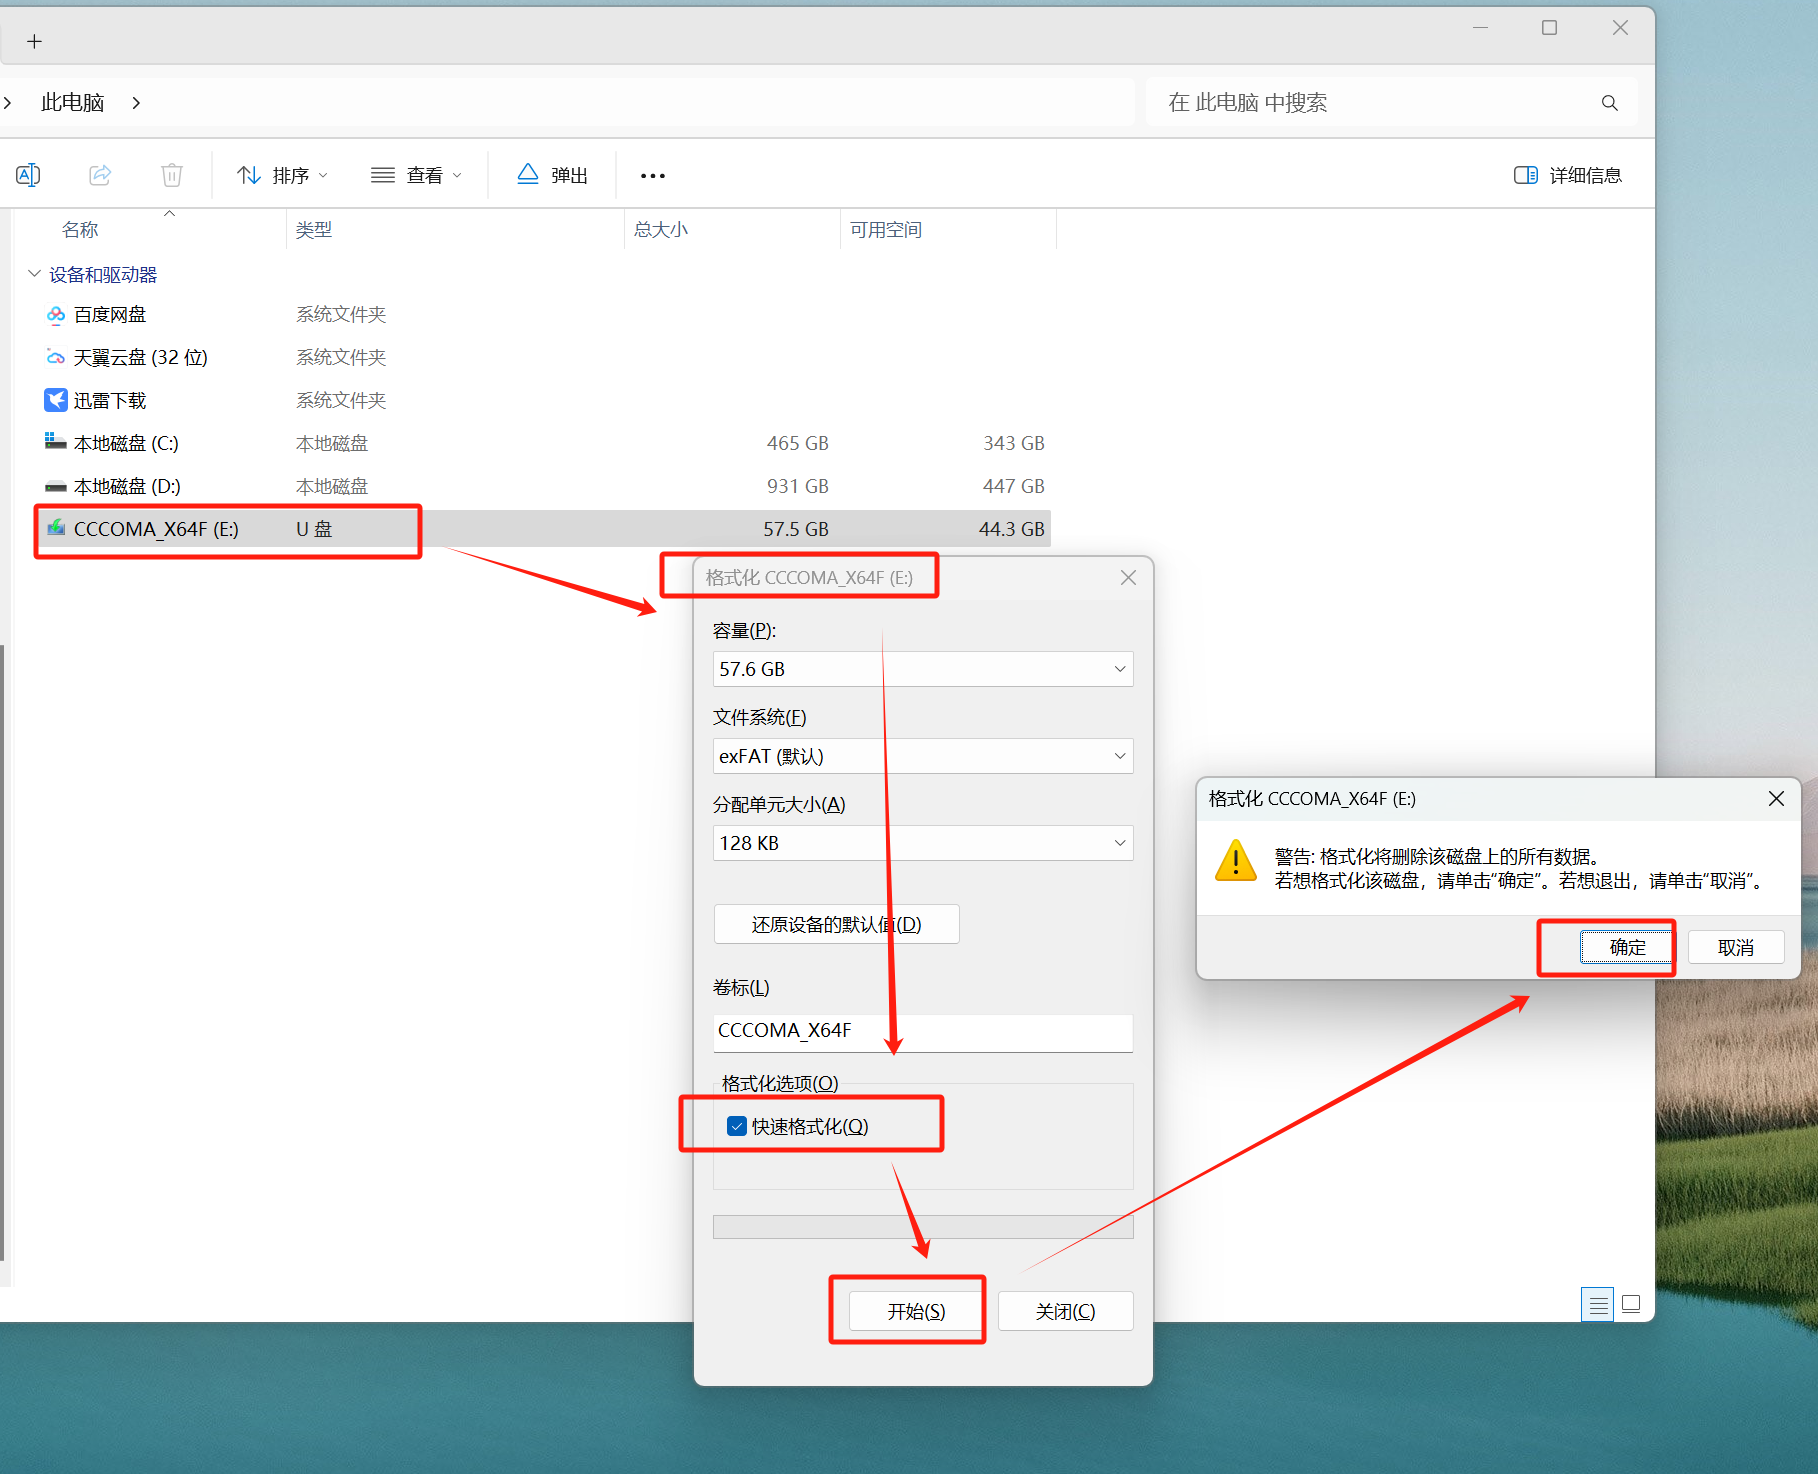 此电脑
在 此电脑 中搜索
排序
查看
弹出
详细信息
名称 类型 总大小 可用空间
设备和驱动器
百度网盘 系统文件夹
天翼云盘 (32 位) 系统文件夹
迅雷下载 系统文件夹
本地磁盘 (C:) 本地磁盘 465 GB 343 GB
本地磁盘 (D:) 本地磁盘 931 GB 447 GB
CCCOMA_X64F (E:) U 盘 57.5 GB 44.3 GB
格式化 CCCOMA_X64F (E:)
容量(P):
57.6 GB
文件系统(F)
exFAT (默认)
分配单元大小(A)
128 KB
还原设备的默认值(D)
卷标(L)
CCCOMA_X64F
格式化选项(O)
快速格式化(Q)
开始(S)
关闭(C)
格式化 CCCOMA_X64F (E:)
警告: 格式化将删除该磁盘上的所有数据。
若想格式化该磁盘，请单击“确定”。若想退出，请单击“取消”。
确定
取消